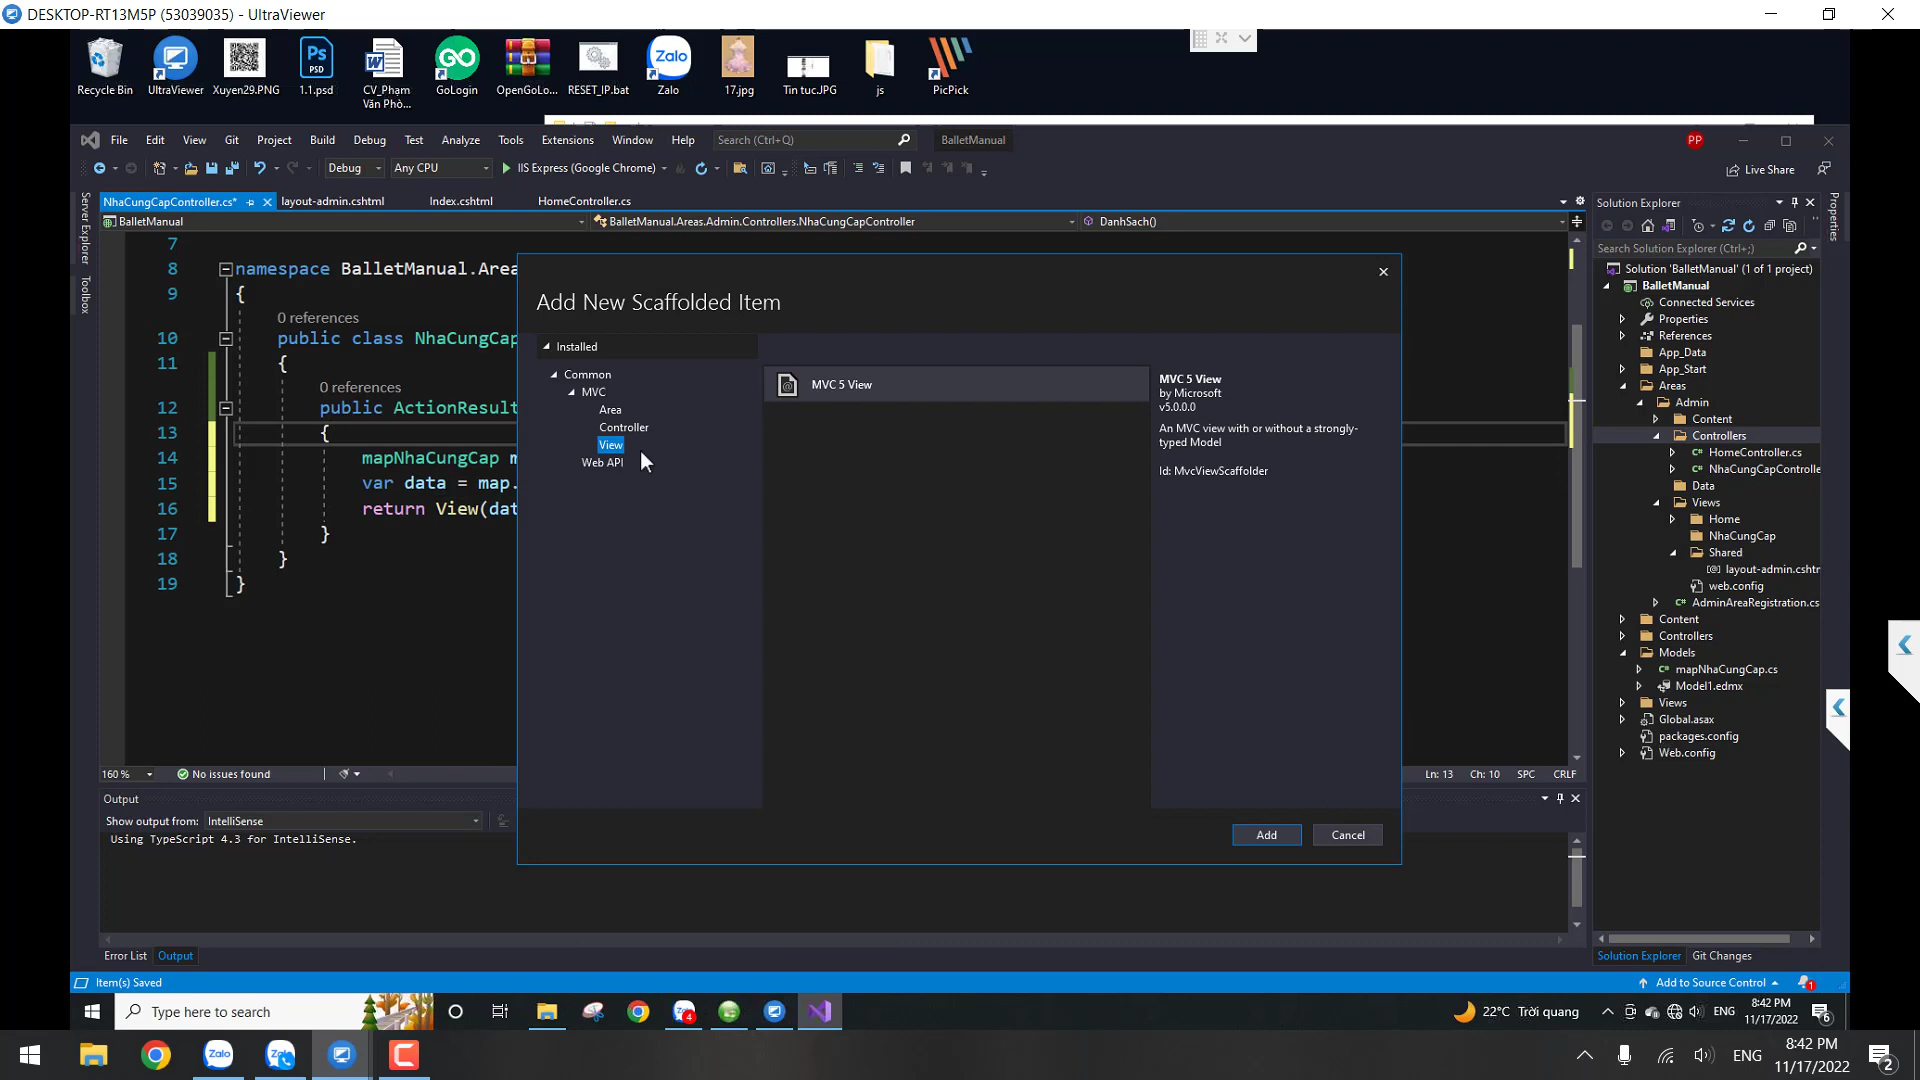 DESKTOP-RT13M5P (53039035) - UltraViewer
Recycle Bin
UltraViewer
Xuyen29.PNG
1.1.psd
CV_Phạm Văn Phò...
GoLogin
OpenGoLo...
RESET_IP.bat
Zalo
17.jpg
Tin tuc.JPG
js
PicPick
File Edit View Git Project Build Debug Test Analyze Tools Extensions Window Help Search (Ctrl+Q) BalletManual PP
Debug Any CPU IIS Express (Google Chrome) Live Share
NhaCungCapController.cs* layout-admin.cshtml Index.cshtml HomeController.cs
BalletManual BalletManual.Areas.Admin.Controllers.NhaCungCapController DanhSach()
Server Explorer
Toolbox
7
8 namespace BalletManual.Area
9 {
0 references
10 public class NhaCungCap
11 {
0 references
12 public ActionResult
13 {
14 mapNhaCungCap m
15 var data = map.
16 return View(dat
17 }
18 }
19 }
160 % No issues found
Ln: 13 Ch: 10 SPC CRLF
Add New Scaffolded Item
Installed
Common
MVC
Area
Controller
View
Web API
MVC 5 View
MVC 5 View
by Microsoft
v5.0.0.0
An MVC view with or without a strongly-
typed Model
Id: MvcViewScaffolder
Add Cancel
Solution Explorer
Search Solution Explorer (Ctrl+;)
Solution 'BalletManual' (1 of 1 project)
BalletManual
Connected Services
Properties
References
App_Data
App_Start
Areas
Admin
Content
Controllers
HomeController.cs
NhaCungCapControlle
Data
Views
Home
NhaCungCap
Shared
layout-admin.cshtr
web.config
AdminAreaRegistration.cs
Content
Controllers
Models
mapNhaCungCap.cs
Model1.edmx
Views
Global.asax
packages.config
Web.config
Properties
Output
Show output from: IntelliSense
Using TypeScript 4.3 for IntelliSense.
Error List Output
Solution Explorer Git Changes
Item(s) Saved
Add to Source Control 1
Type here to search
4
22°C Trời quang
ENG
8:42 PM
11/17/2022
6
Zalo
ENG
8:42 PM
11/17/2022
2